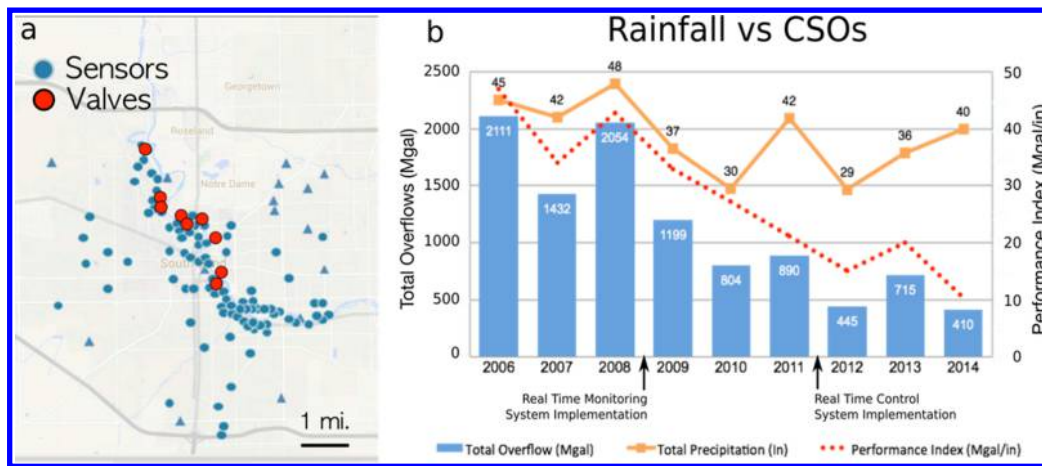 a
Sensors
Valves
Georgetown
Roseland
Notre Dame
1 mi.
b
Rainfall vs CSOs
Total Overflows (Mgal)
2500
2000
1500
1000
500
0
45
42
48
37
30
42
29
36
40
2111
1432
2054
1199
804
890
445
715
410
50
40
30
20
10
0
Performance Index (Mgal/in)
2006 2007 2008 2009 2010 2011 2012 2013 2014
Real Time Monitoring
System Implementation
Real Time Control
System Implementation
Total Overflow (Mgal) Total Precipitation (In) Performance Index (Mgal/in)